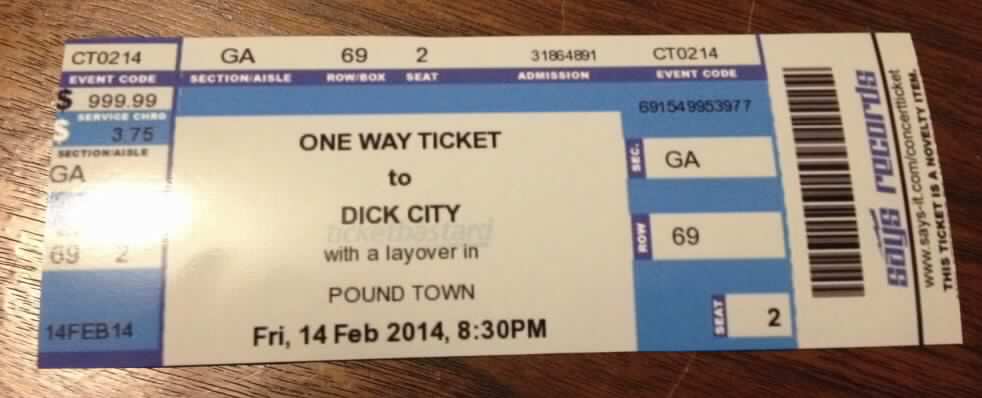 CT0214 GA 69 2 31864891 CT0214
EVENT CODE SECTION/AISLE ROW/BOX SEAT ADMISSION EVENT CODE
$ 999.99
SERVICE CHRG
$ 3.75
SECTION/AISLE
GA
69 2
14FEB14
691549953977
ONE WAY TICKET
to
DICK CITY
ticketbastard
with a layover in
POUND TOWN
Fri, 14 Feb 2014, 8:30PM
SEC. GA
ROW 69
SEAT 2
says records
www.says-it.com/concertticket
THIS TICKET IS A NOVELTY ITEM.